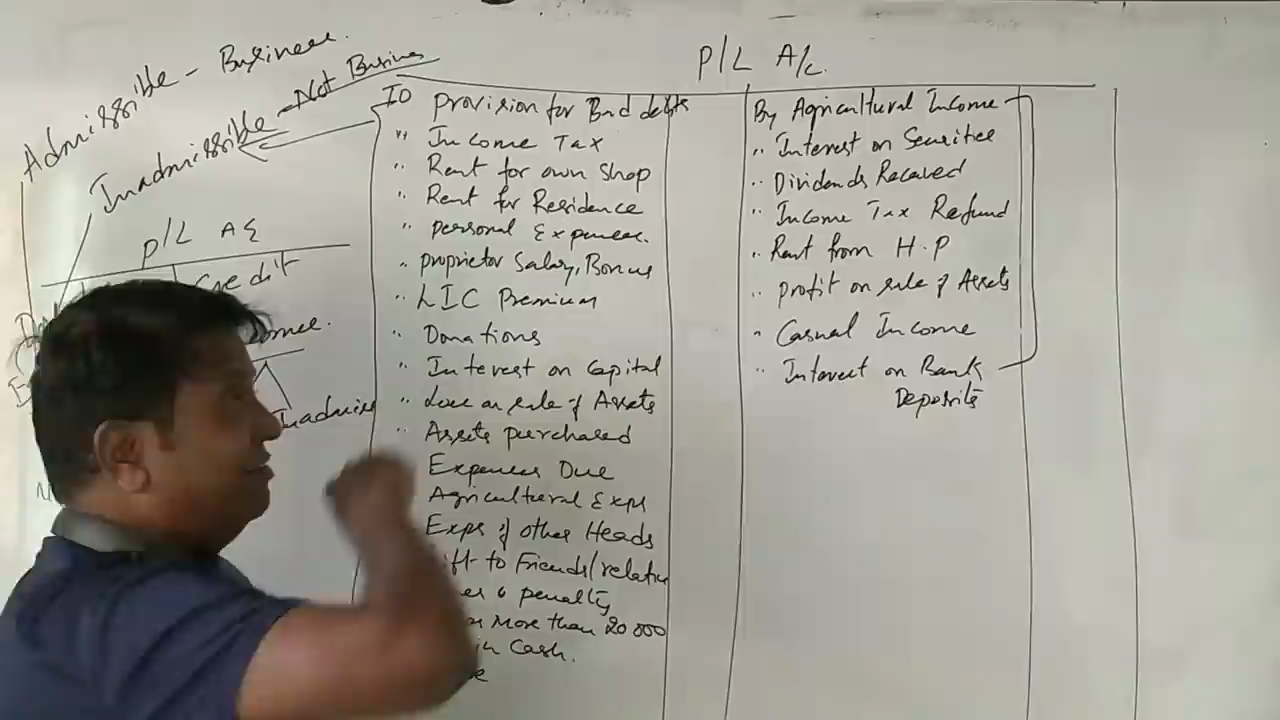 Admissible - Business.
Inadmissible - Not Business
P/L A/c
Credit
Inadmiss
P/L A/c.
To Provision for Bad debts
" Income Tax
" Rent for own Shop
" Rent for Residence
" Personal Expenses.
" Proprietor Salary, Bonus
" LIC Premium
" Donations
" Interest on Capital
" Loss on sale of Assets
" Assets purchased
Expenses Due
Agricultural Exps
Exps of other Heads
to Friends/relative
& penalty
More than 20 000
in Cash.
By Agricultural Income
" Interest on Securities
" Dividends Received
" Income Tax Refund
" Rent from H.P
" Profit on sale of Assets
" Casual Income
" Interest on Bank
Deposits